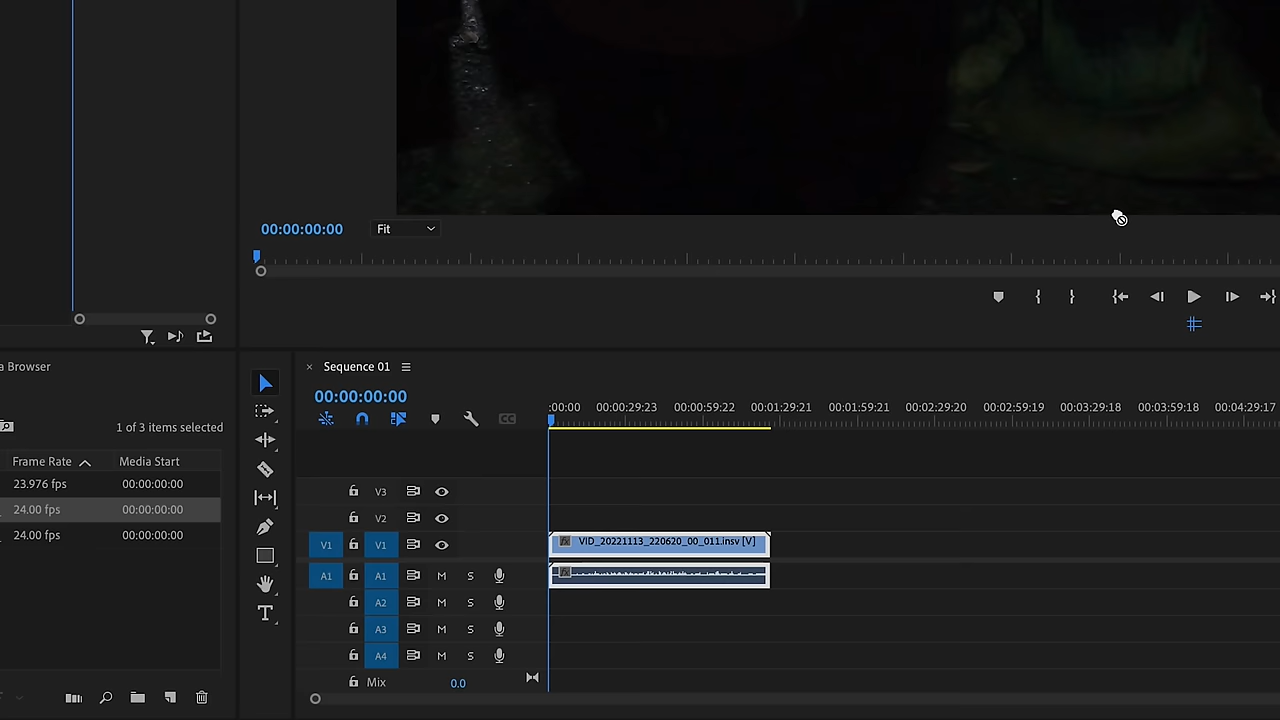 00:00:00:00 Fit
a Browser
Sequence 01
00:00:00:00
:00:00 00:00:29:23 00:00:59:22 00:01:29:21 00:01:59:21 00:02:29:20 00:02:59:19 00:03:29:18 00:03:59:18 00:04:29:17
CC
1 of 3 items selected
Frame Rate Media Start
23.976 fps 00:00:00:00
24.00 fps 00:00:00:00
24.00 fps 00:00:00:00
V3
V2
V1 V1 fx VID_20221113_220620_00_011.insv [V]
A1 A1 M S fx
A2 M S
A3 M S
A4 M S
Mix 0.0
T